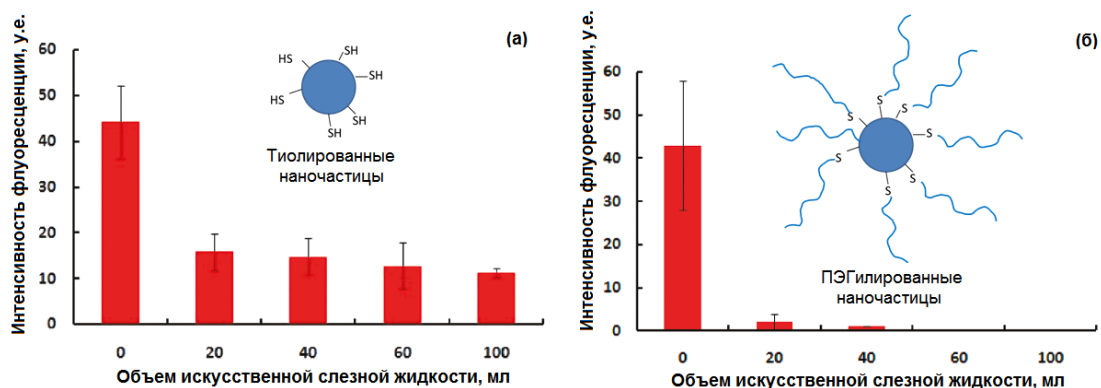 (а)
Интенсивность флуоресценции, у.е.
60
50
40
30
20
10
0
HS
SH
SH
HS
SH
SH
Тиолированные
наночастицы
0 20 40 60 100
Объем искусственной слезной жидкости, мл
(б)
Интенсивность флуоресценции, у.е.
60
50
40
30
20
10
0
S
S
S
S
S
S
S
S
ПЭГилированные
наночастицы
0 20 40 60 100
Объем искусственной слезной жидкости, мл